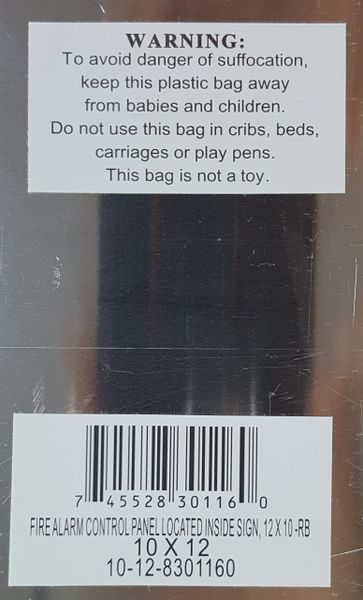 WARNING:
To avoid danger of suffocation,
keep this plastic bag away
from babies and children.
Do not use this bag in cribs, beds,
carriages or play pens.
This bag is not a toy.
7 45528 30116 0
FIRE ALARM CONTROL PANEL LOCATED INSIDE SIGN, 12 X 10 -RB
10 X 12
10-12-8301160